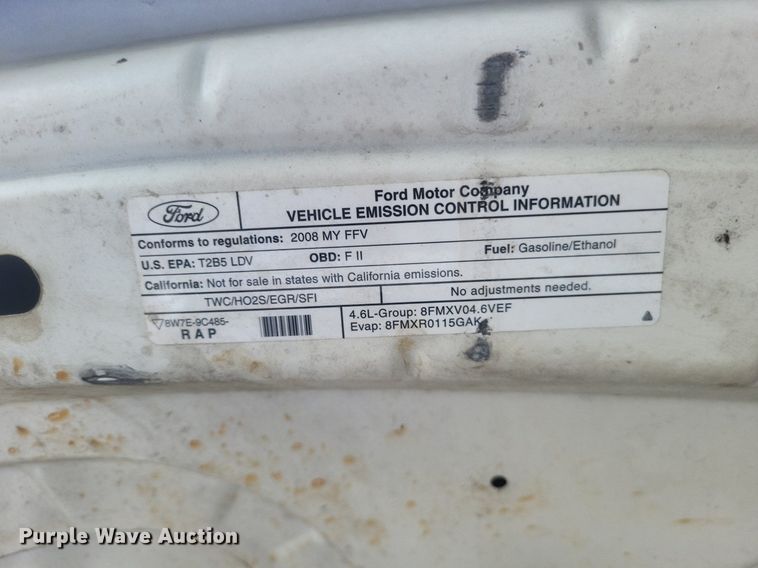 Ford
Ford Motor Company
VEHICLE EMISSION CONTROL INFORMATION
Conforms to regulations: 2008 MY FFV
U.S. EPA: T2B5 LDV OBD: F II Fuel: Gasoline/Ethanol
California: Not for sale in states with California emissions.
TWC/HO2S/EGR/SFI No adjustments needed.
8W7E-9C485-
RAP
4.6L-Group: 8FMXV04.6VEF
Evap: 8FMXR0115GAK
Purple Wave Auction